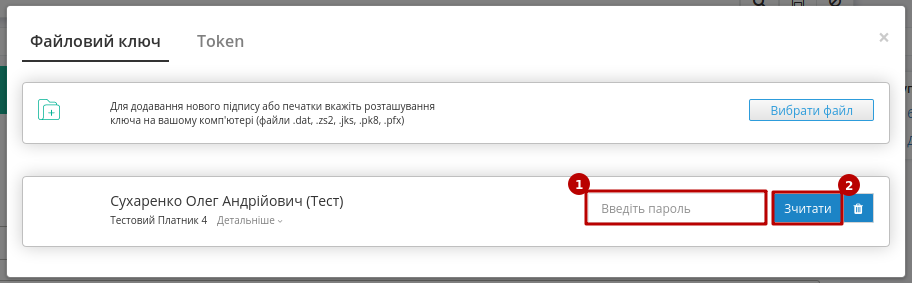 Файловий ключ
Token
×
Для додавання нового підпису або печатки вкажіть розташування
ключа на вашому комп'ютері (файли .dat, .zs2, .jks, .pk8, .pfx)
Вибрати файл
1
2
Сухаренко Олег Андрійович (Тест)
Введіть пароль
Зчитати
Тестовий Платник 4
Детальніше